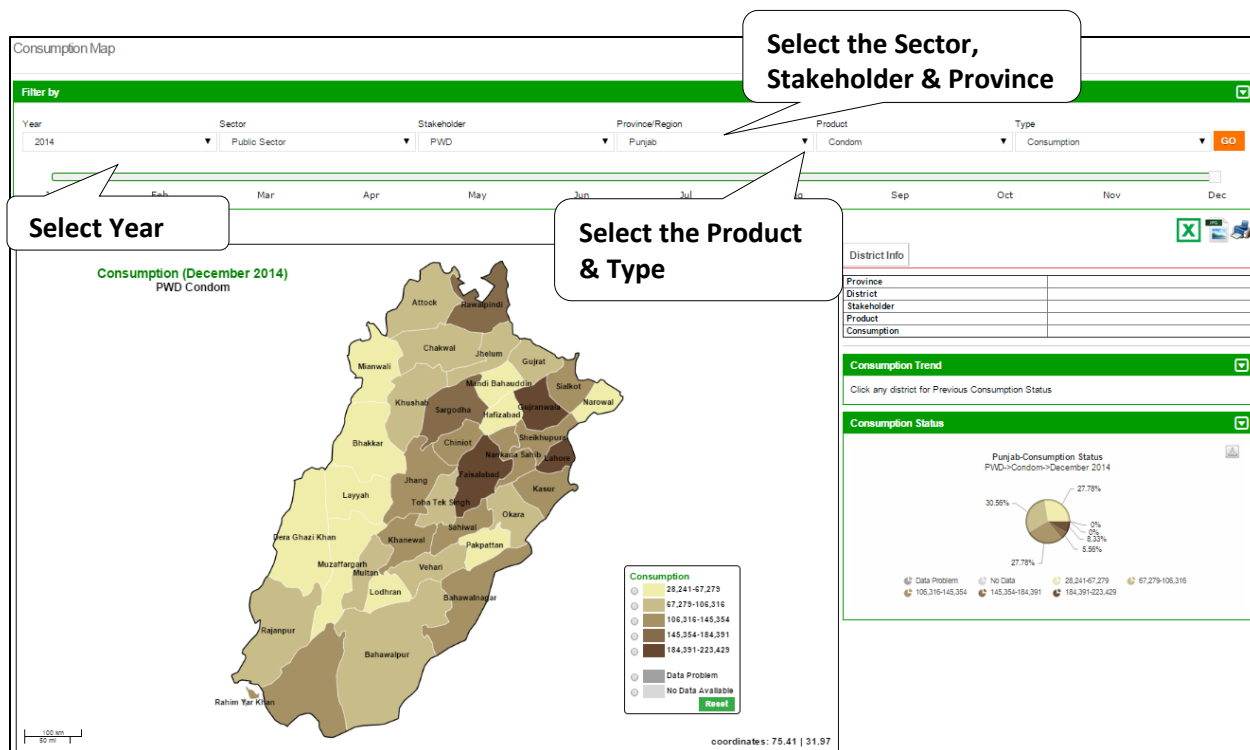 Consumption Map
Select the Sector,
Stakeholder & Province
Filter by
Year
Sector
Stakeholder
Province/Region
Product
Type
2014
Public Sector
PWD
Punjab
Condom
Consumption
GO
Feb
Mar
Apr
May
Jun
Jul
Sep
Oct
Nov
Dec
Select Year
Select the Product
& Type
Consumption (December 2014)
PWD Condom
Attock
Rawalpindi
Chakwal
Jhelum
Gujrat
Mianwali
Mandi Bahauddin
Sialkot
Khushab
Sargodha
Gujranwala
Narowal
Hafizabad
Bhakkar
Chiniot
Sheikhupura
Nankana Sahib
Lahore
Faisalabad
Jhang
Kasur
Layyah
Toba Tek Singh
Okara
Sahiwal
Dera Ghazi Khan
Khanewal
Pakpattan
Muzaffargarh
Multan
Vehari
Lodhran
Bahawalnagar
Rajanpur
Bahawalpur
Rahim Yar Khan
100 km
60 mi
Consumption
28,241-67,279
67,279-106,316
106,316-145,354
145,354-184,391
184,391-223,429
Data Problem
No Data Available
Reset
coordinates: 75.41 | 31.97
District Info
Province
District
Stakeholder
Product
Consumption
Consumption Trend
Click any district for Previous Consumption Status
Consumption Status
Punjab-Consumption Status
PWD->Condom->December 2014
27.78%
30.56%
0%
0%
8.33%
5.56%
27.78%
Data Problem
No Data
28,241-67,279
67,279-106,316
106,316-145,354
145,354-184,391
184,391-223,429